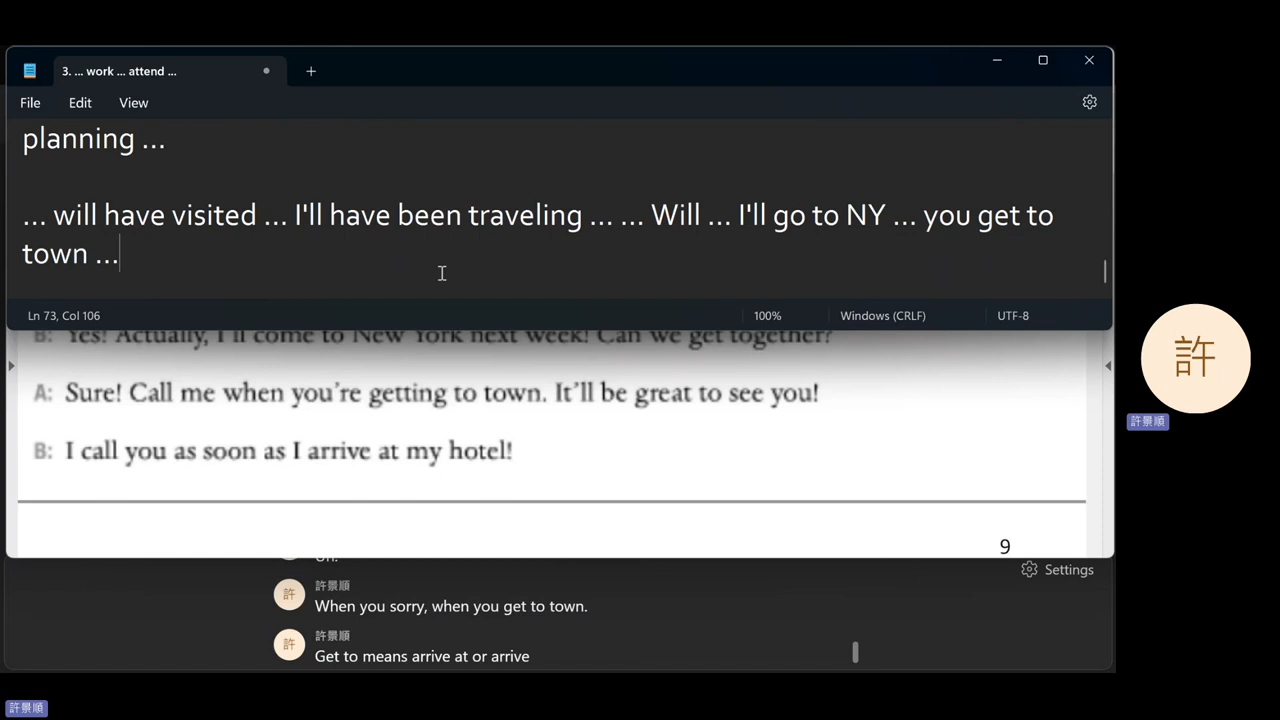 3. ... work ... attend ...
File Edit View
planning ...
... will have visited ... I'll have been traveling ... ... Will ... I'll go to NY ... you get to
town ...
Ln 73, Col 106 100% Windows (CRLF) UTF-8
B: Yes! Actually, I'll come to New York next week! Can we get together?
A: Sure! Call me when you're getting to town. It'll be great to see you!
B: I call you as soon as I arrive at my hotel!
9
Settings
許景順
許 When you sorry, when you get to town.
許景順
許 Get to means arrive at or arrive
許
許景順
許景順